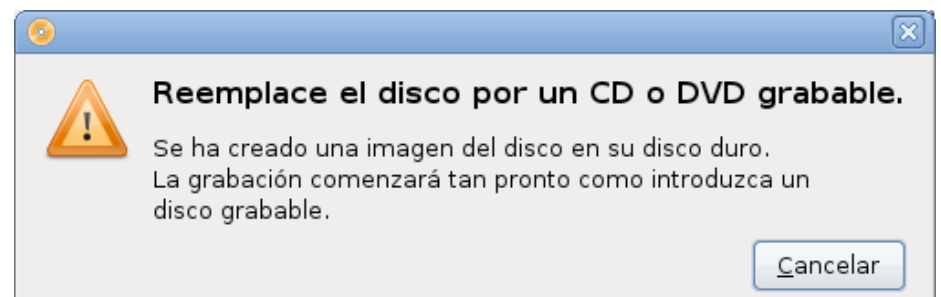 Reemplace el disco por un CD o DVD grabable.
Se ha creado una imagen del disco en su disco duro.
La grabación comenzará tan pronto como introduzca un
disco grabable.
Cancelar